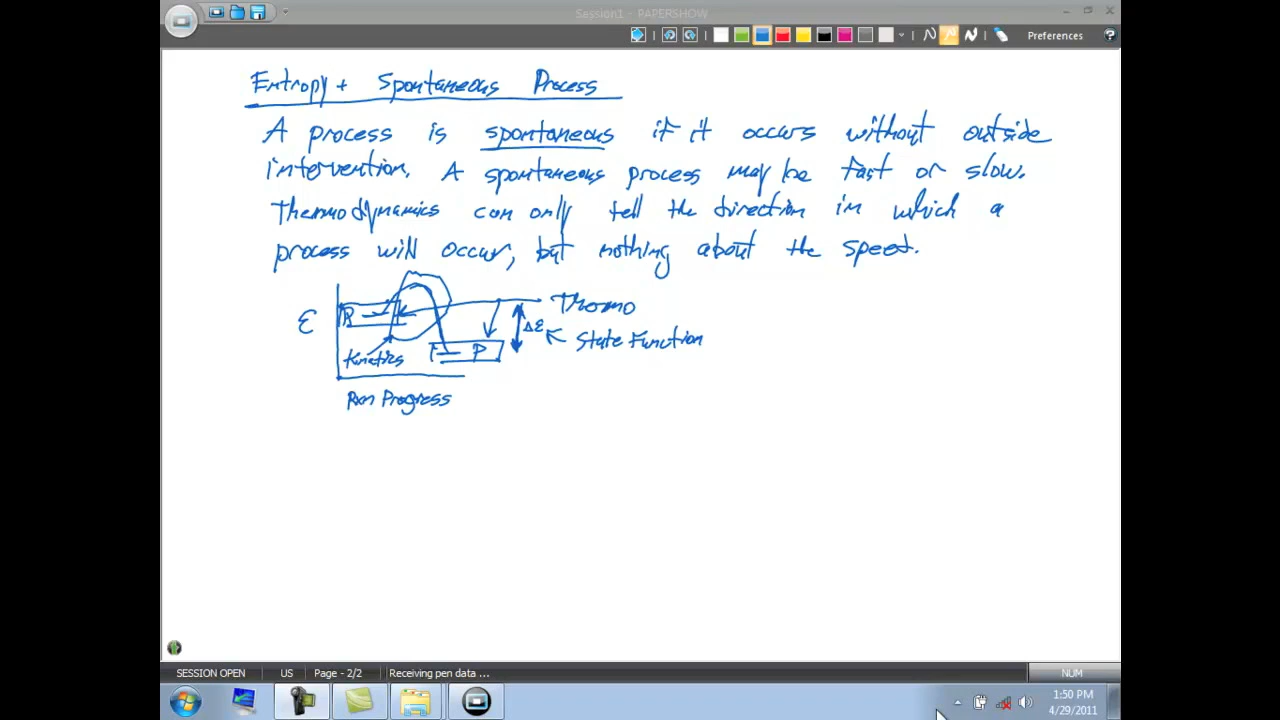 Session1 - PAPERSHOW
Preferences
Entropy + Spontaneous Process
A process is spontaneous if it occurs without outside
intervention. A spontaneous process may be fast or slow.
Thermodynamics can only tell the direction in which a
process will occur, but nothing about the speed.
E
R
Thermo
ΔE
State Function
Kinetics
P
Rxn Progress
SESSION OPEN
US
Page - 2/2
Receiving pen data ...
NUM
1:50 PM
4/29/2011